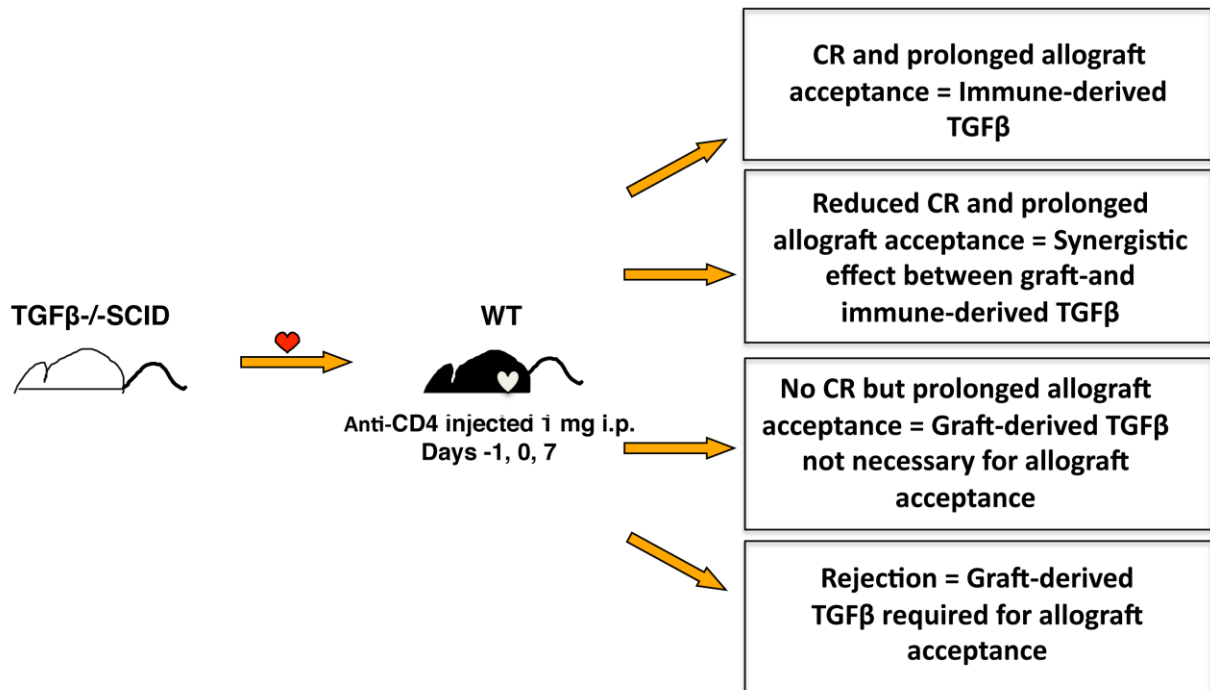 CR and prolonged allograft
acceptance = Immune-derived
TGFβ
Reduced CR and prolonged
allograft acceptance = Synergistic
effect between graft-and
immune-derived TGFβ
TGFβ-/-SCID
WT
Anti-CD4 injected 1 mg i.p.
Days -1, 0, 7
No CR but prolonged allograft
acceptance = Graft-derived TGFβ
not necessary for allograft
acceptance
Rejection = Graft-derived
TGFβ required for allograft
acceptance